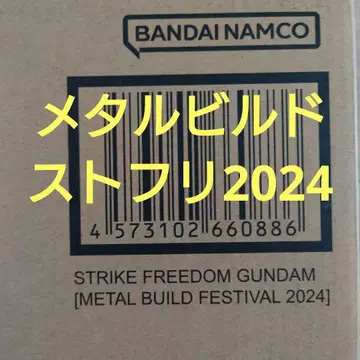 BANDAI NAMCO
メタルビルド
ストフリ2024
4 573102 660886
STRIKE FREEDOM GUNDAM
[METAL BUILD FESTIVAL 2024]